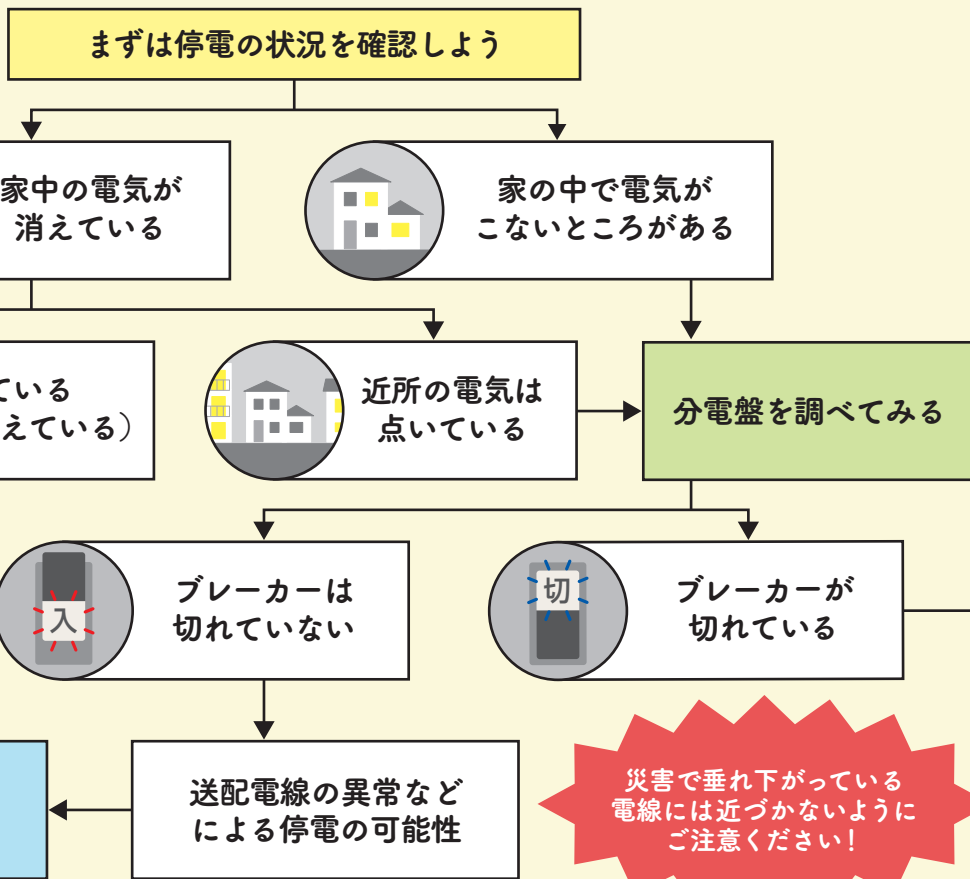 まずは停電の状況を確認しよう
家中の電気が
消えている
家の中で電気が
こないところがある
ている
えている）
近所の電気は
点いている
分電盤を調べてみる
入
ブレーカーは
切れていない
切
ブレーカーが
切れている
送配電線の異常など
による停電の可能性
災害で垂れ下がっている
電線には近づかないように
ご注意ください！